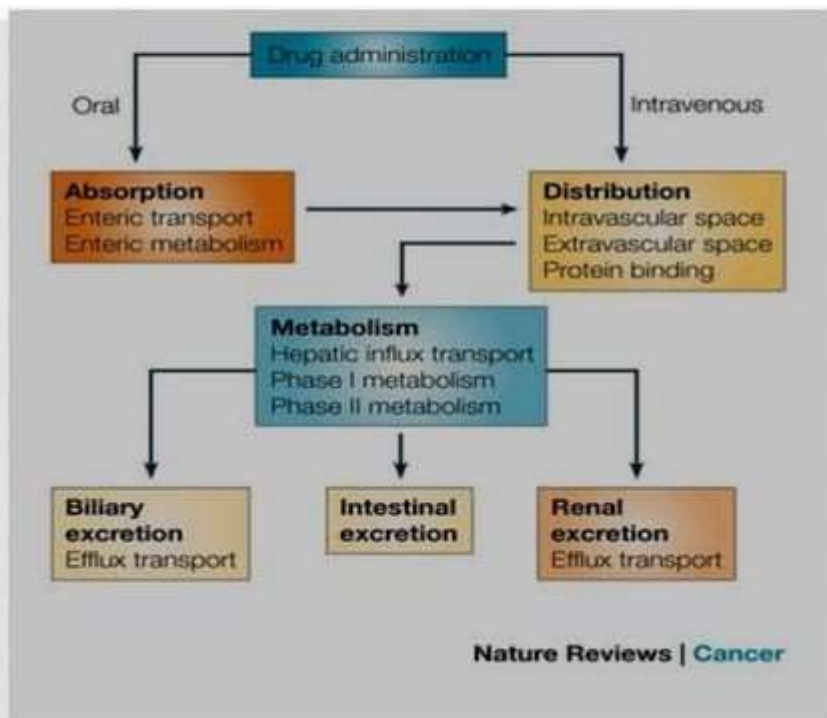 Drug administration
Oral
Intravenous
Absorption
Enteric transport
Enteric metabolism
Distribution
Intravascular space
Extravascular space
Protein binding
Metabolism
Hepatic influx transport
Phase I metabolism
Phase II metabolism
Biliary
excretion
Efflux transport
Intestinal
excretion
Renal
excretion
Efflux transport
Nature Reviews | Cancer